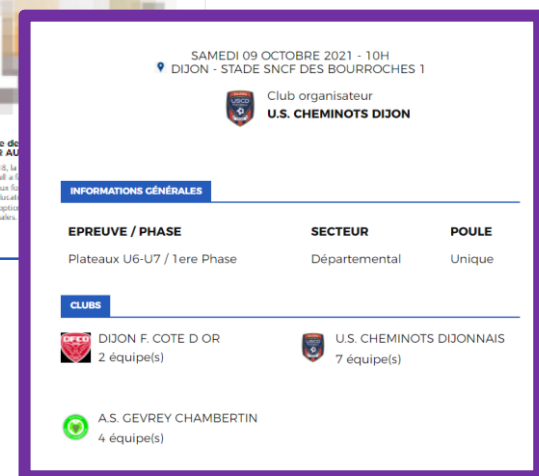 SAMEDI 09 OCTOBRE 2021 - 10H
DIJON - STADE SNCF DES BOURROCHES 1
Club organisateur
U.S. CHEMINOTS DIJON
INFORMATIONS GÉNÉRALES
EPREUVE / PHASE SECTEUR POULE
Plateaux U6-U7 / 1ere Phase Départemental Unique
CLUBS
DFCO
DIJON F. COTE D OR
2 équipe(s)
U.S. CHEMINOTS DIJONNAIS
7 équipe(s)
A.S. GEVREY CHAMBERTIN
4 équipe(s)